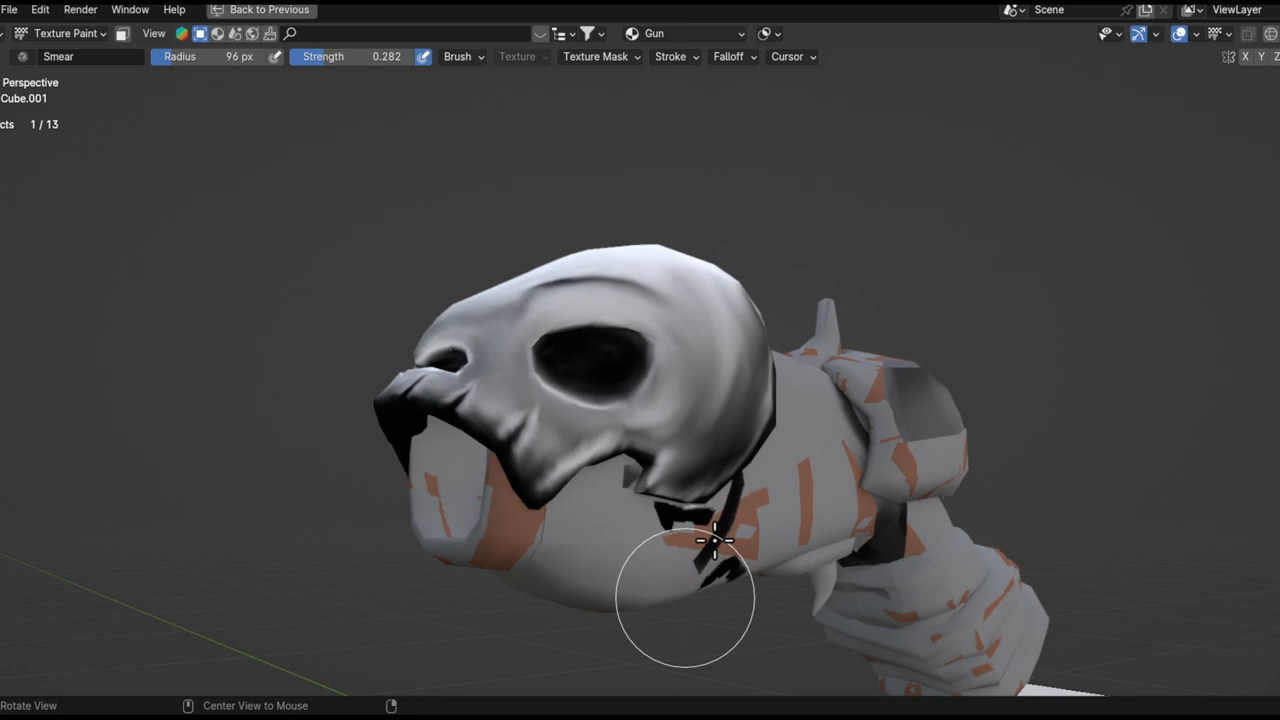 File Edit Render Window Help Back to Previous Scene ViewLayer
Texture Paint View Gun
Smear Radius 96 px Strength 0.282 Brush Texture Texture Mask Stroke Falloff Cursor X Y Z
Perspective
Cube.001
cts 1 / 13
Rotate View Center View to Mouse